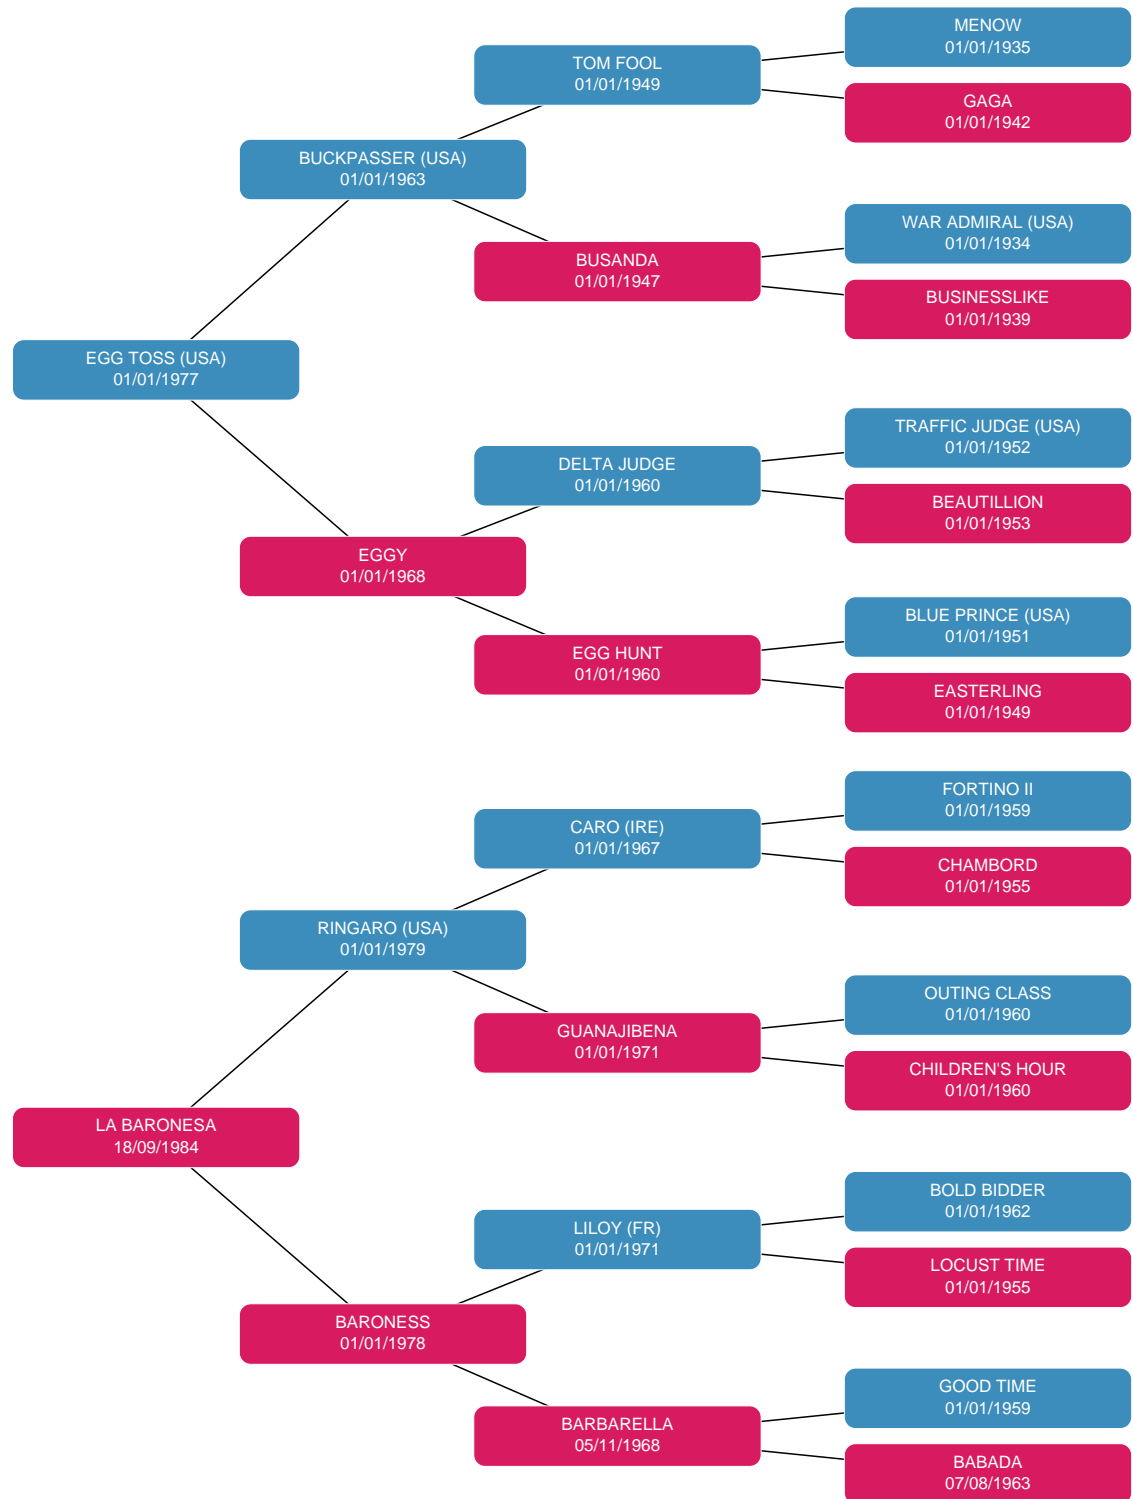 MENOW
01/01/1935
TOM FOOL
01/01/1949
GAGA
01/01/1942
BUCKPASSER (USA)
01/01/1963
WAR ADMIRAL (USA)
01/01/1934
BUSANDA
01/01/1947
BUSINESSLIKE
01/01/1939
EGG TOSS (USA)
01/01/1977
TRAFFIC JUDGE (USA)
01/01/1952
DELTA JUDGE
01/01/1960
BEAUTILLION
01/01/1953
EGGY
01/01/1968
BLUE PRINCE (USA)
01/01/1951
EGG HUNT
01/01/1960
EASTERLING
01/01/1949
FORTINO II
01/01/1959
CARO (IRE)
01/01/1967
CHAMBORD
01/01/1955
RINGARO (USA)
01/01/1979
OUTING CLASS
01/01/1960
GUANAJIBENA
01/01/1971
CHILDREN'S HOUR
01/01/1960
LA BARONESA
18/09/1984
BOLD BIDDER
01/01/1962
LILOY (FR)
01/01/1971
LOCUST TIME
01/01/1955
BARONESS
01/01/1978
GOOD TIME
01/01/1959
BARBARELLA
05/11/1968
BABADA
07/08/1963